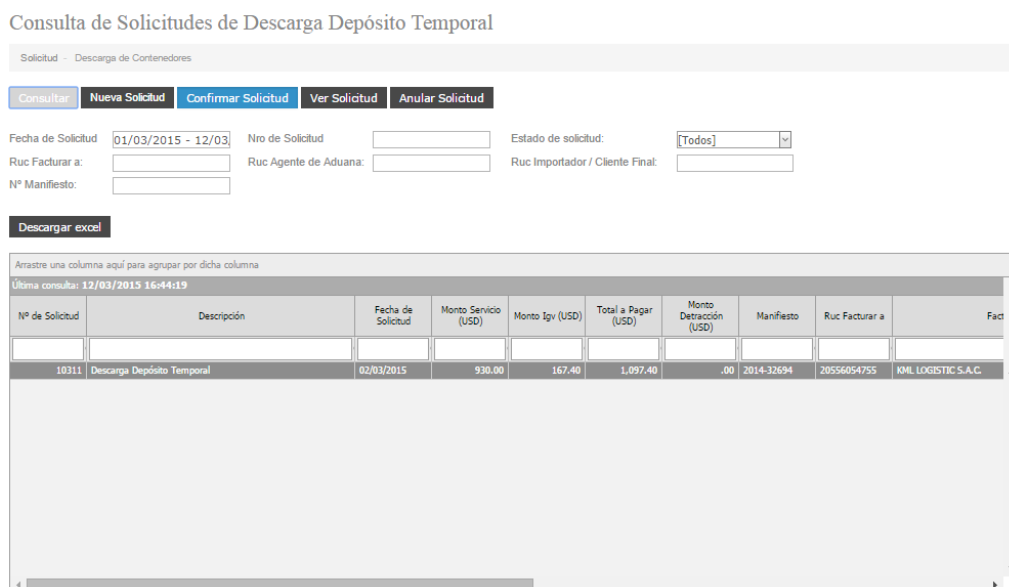 Consulta de Solicitudes de Descarga Depósito Temporal
Solicitud - Descarga de Contenedores
Consultar Nueva Solicitud Confirmar Solicitud Ver Solicitud Anular Solicitud
Fecha de Solicitud 01/03/2015 - 12/03, Nro de Solicitud Estado de solicitud: [Todos]
Ruc Facturar a: Ruc Agente de Aduana: Ruc Importador / Cliente Final:
Nº Manifiesto:
Descargar excel
Arrastre una columna aquí para agrupar por dicha columna
Última consulta: 12/03/2015 16:44:19
Nº de Solicitud Descripción Fecha de Solicitud Monto Servicio (USD) Monto Igv (USD) Total a Pagar (USD) Monto Detracción (USD) Manifiesto Ruc Facturar a Fact
10311 Descarga Depósito Temporal 02/03/2015 930.00 167.40 1,097.40 .00 2014-32694 20556054755 KML LOGISTIC S.A.C.